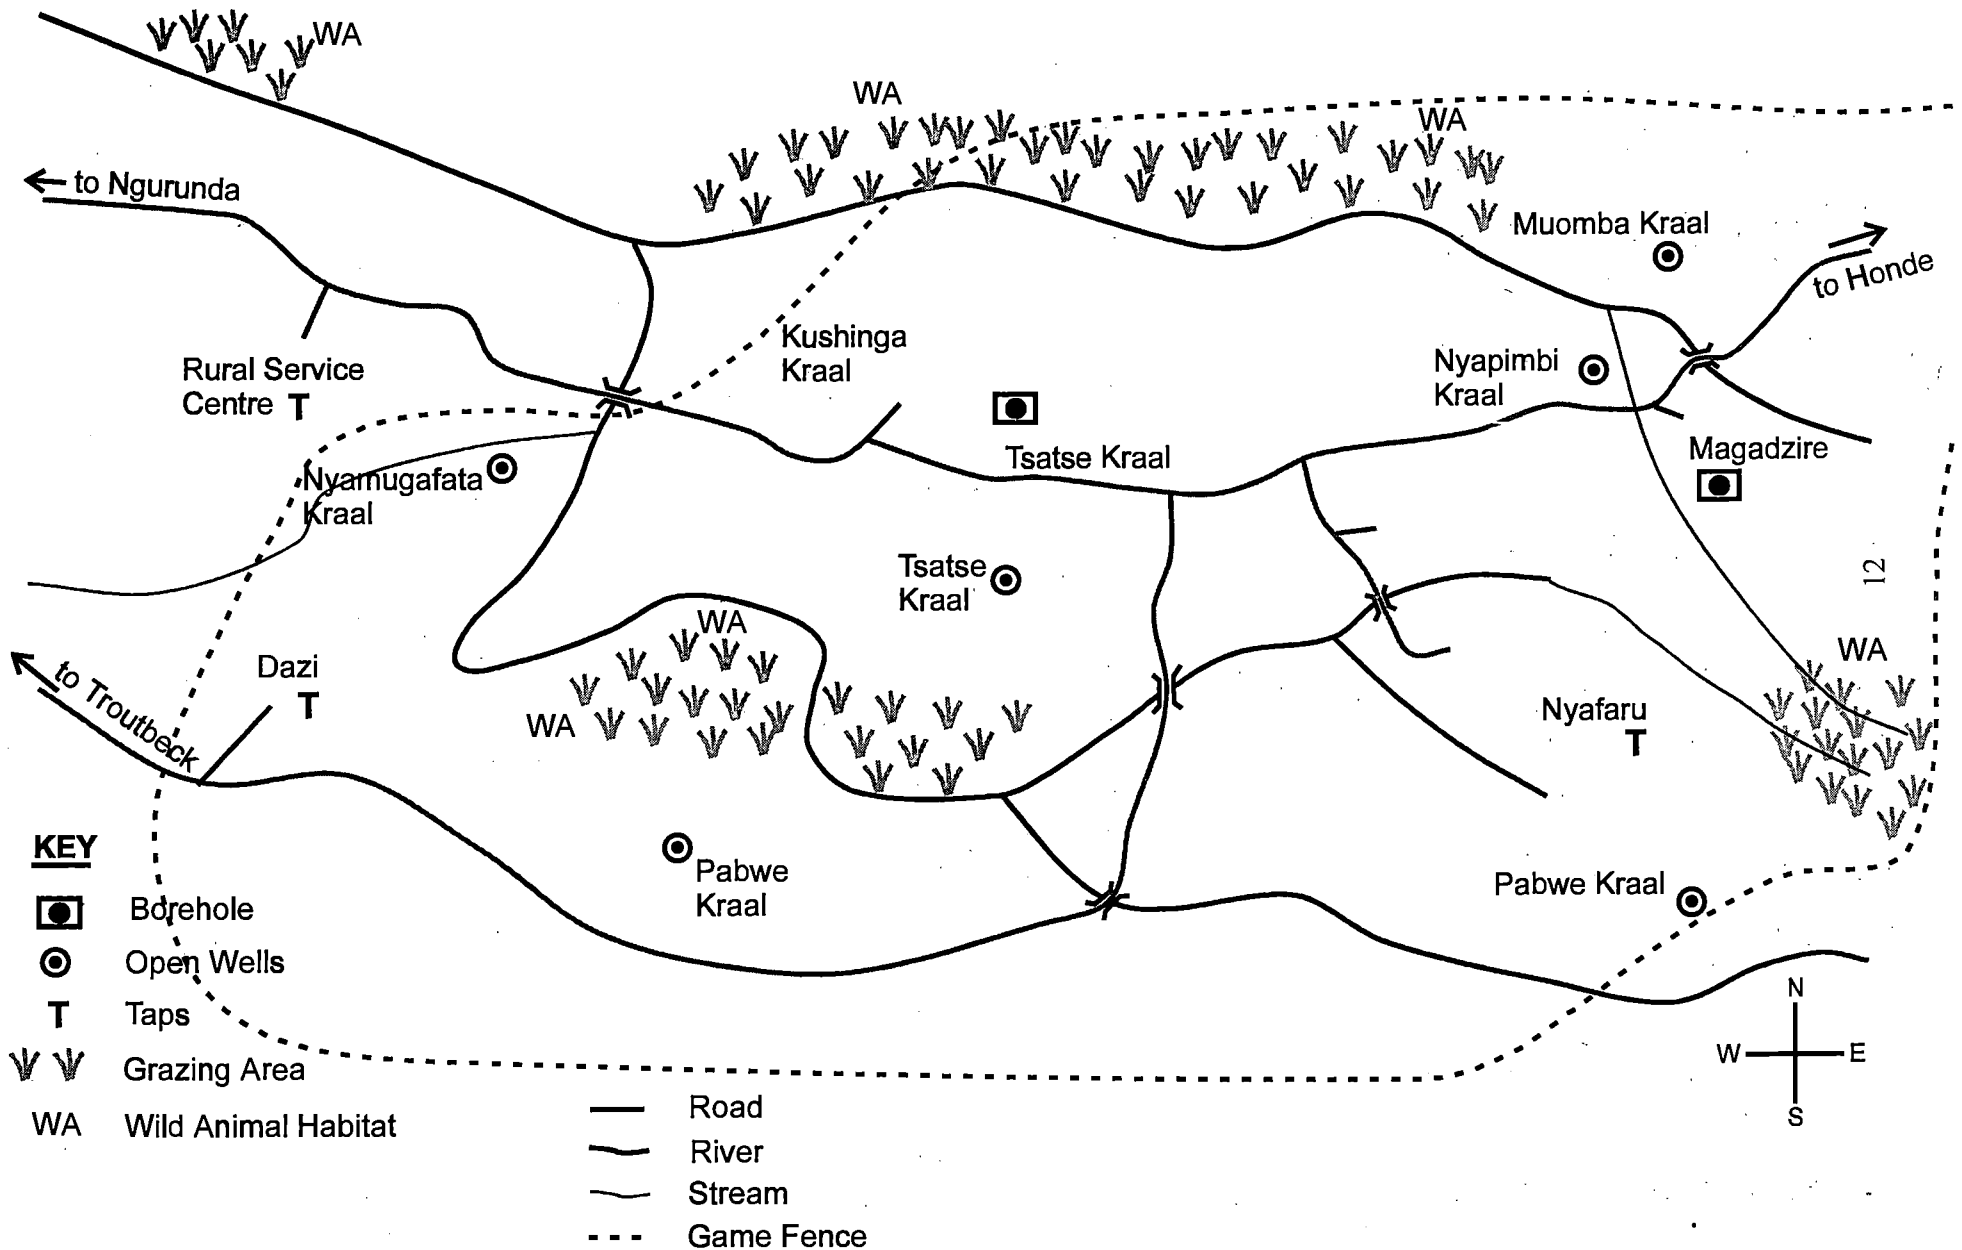 WA
WA
WA
to Ngurunda
Muomba Kraal
to Honde
Kushinga
Kraal
Rural Service
Centre T
Nyapimbi
Kraal
Tsatse Kraal
Magadzire
Nyamugafata
Kraal
Tsatse
Kraal
12
WA
WA
Dazi
T
to Troutbeck
WA
Nyafaru
T
Pabwe
Kraal
Pabwe Kraal
KEY
Borehole
Open Wells
T Taps
Grazing Area
WA Wild Animal Habitat
Road
River
Stream
Game Fence
N
W E
S